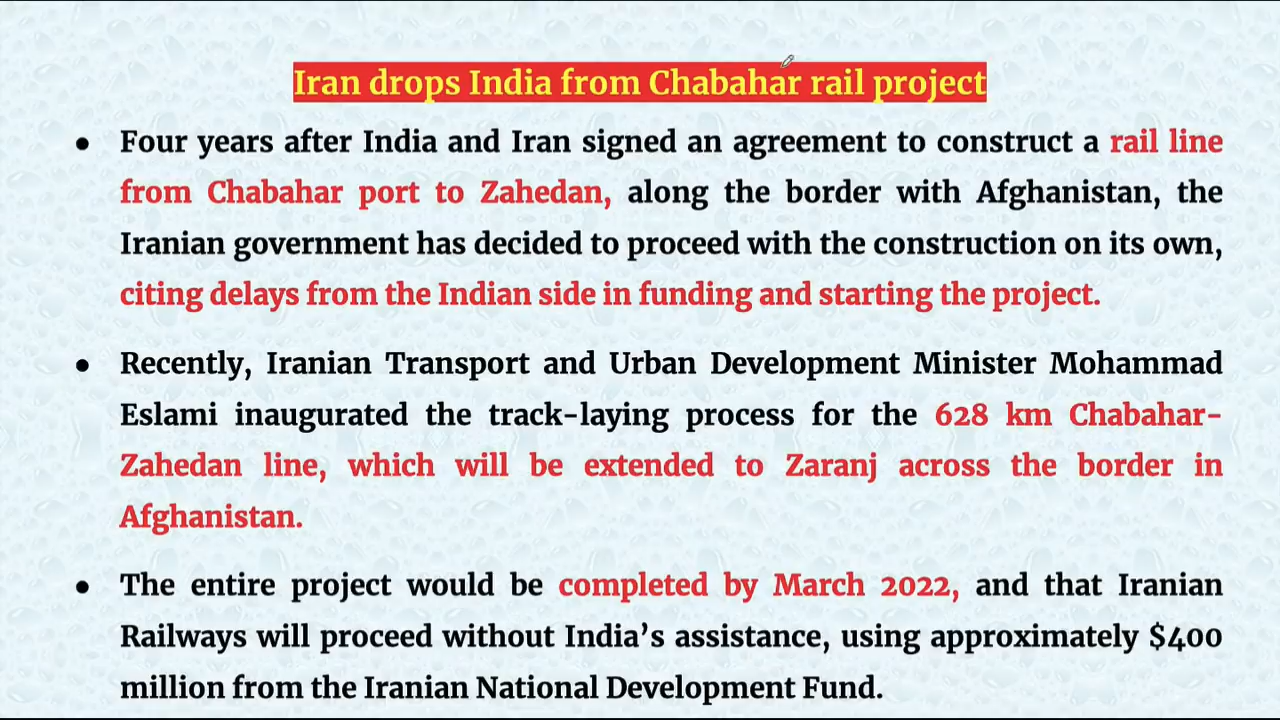 Iran drops India from Chabahar rail project
• Four years after India and Iran signed an agreement to construct a rail line
from Chabahar port to Zahedan, along the border with Afghanistan, the
Iranian government has decided to proceed with the construction on its own,
citing delays from the Indian side in funding and starting the project.
• Recently, Iranian Transport and Urban Development Minister Mohammad
Eslami inaugurated the track-laying process for the 628 km Chabahar-
Zahedan line, which will be extended to Zaranj across the border in
Afghanistan.
• The entire project would be completed by March 2022, and that Iranian
Railways will proceed without India’s assistance, using approximately $400
million from the Iranian National Development Fund.